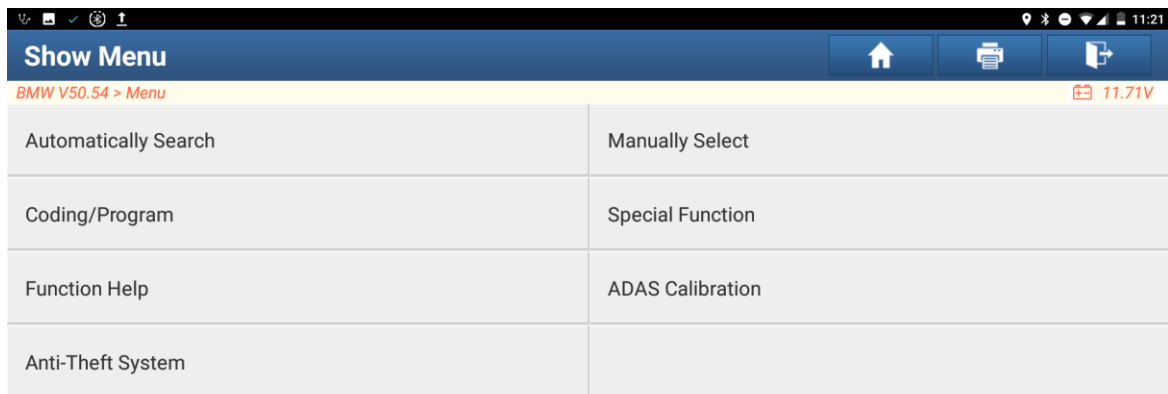 11:21
Show Menu
BMW V50.54 > Menu
11.71V
Automatically Search
Manually Select
Coding/Program
Special Function
Function Help
ADAS Calibration
Anti-Theft System